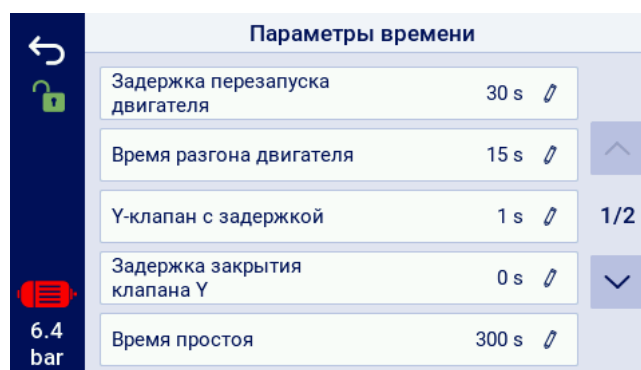 Параметры времени
Задержка перезапуска
двигателя
30 s
Время разгона двигателя
15 s
Y-клапан с задержкой
1 s
1/2
Задержка закрытия
клапана Y
0 s
Время простоя
300 s
6.4
bar